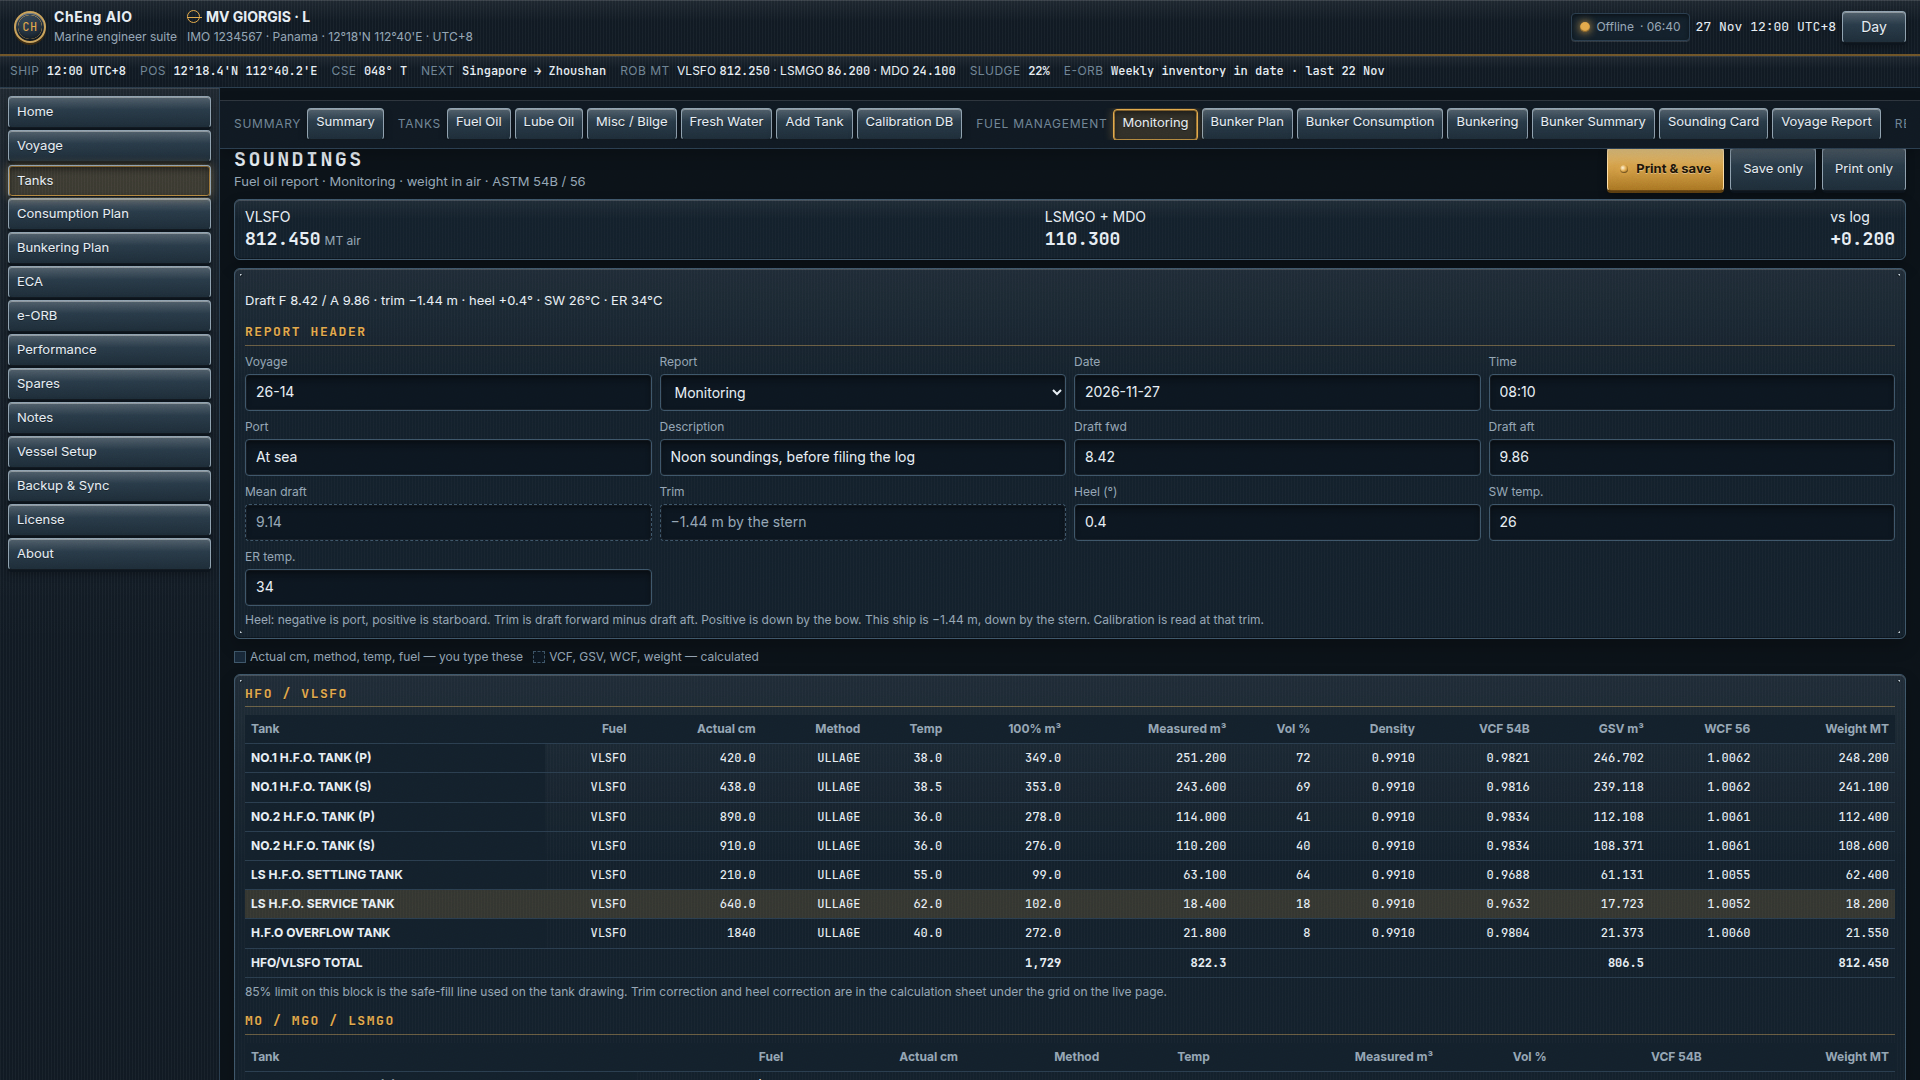 CH
ChEng AIO
Marine engineer suite
MV GIORGIS · L
IMO 1234567 · Panama · 12°18'N 112°40'E · UTC+8
Offline · 06:40
27 Nov 12:00 UTC+8
Day
SHIP 12:00 UTC+8 POS 12°18.4'N 112°40.2'E CSE 048° T NEXT Singapore → Zhoushan ROB MT VLSFO 812.250 · LSMGO 86.200 · MDO 24.100 SLUDGE 22% E-ORB Weekly inventory in date · last 22 Nov
Home
Voyage
Tanks
Consumption Plan
Bunkering Plan
ECA
e-ORB
Performance
Spares
Notes
Vessel Setup
Backup & Sync
License
About
SUMMARY Summary TANKS Fuel Oil Lube Oil Misc / Bilge Fresh Water Add Tank Calibration DB FUEL MANAGEMENT Monitoring Bunker Plan Bunker Consumption Bunkering Bunker Summary Sounding Card Voyage Report
SOUNDINGS
Fuel oil report · Monitoring · weight in air · ASTM 54B / 56
Print & save Save only Print only
VLSFO
812.450 MT air
LSMGO + MDO
110.300
vs log
+0.200
Draft F 8.42 / A 9.86 · trim −1.44 m · heel +0.4° · SW 26°C · ER 34°C
REPORT HEADER
Voyage Report Date Time
26-14 Monitoring 2026-11-27 08:10
Port Description Draft fwd Draft aft
At sea Noon soundings, before filing the log 8.42 9.86
Mean draft Trim Heel (°) SW temp.
9.14 −1.44 m by the stern 0.4 26
ER temp.
34
Heel: negative is port, positive is starboard. Trim is draft forward minus draft aft. Positive is down by the bow. This ship is −1.44 m, down by the stern. Calibration is read at that trim.
Actual cm, method, temp, fuel — you type these VCF, GSV, WCF, weight — calculated
HFO / VLSFO
Tank Fuel Actual cm Method Temp 100% m³ Measured m³ Vol % Density VCF 54B GSV m³ WCF 56 Weight MT
NO.1 H.F.O. TANK (P) VLSFO 420.0 ULLAGE 38.0 349.0 251.200 72 0.9910 0.9821 246.702 1.0062 248.200
NO.1 H.F.O. TANK (S) VLSFO 438.0 ULLAGE 38.5 353.0 243.600 69 0.9910 0.9816 239.118 1.0062 241.100
NO.2 H.F.O. TANK (P) VLSFO 890.0 ULLAGE 36.0 278.0 114.000 41 0.9910 0.9834 112.108 1.0061 112.400
NO.2 H.F.O. TANK (S) VLSFO 910.0 ULLAGE 36.0 276.0 110.200 40 0.9910 0.9834 108.371 1.0061 108.600
LS H.F.O. SETTLING TANK VLSFO 210.0 ULLAGE 55.0 99.0 63.100 64 0.9910 0.9688 61.131 1.0055 62.400
LS H.F.O. SERVICE TANK VLSFO 640.0 ULLAGE 62.0 102.0 18.400 18 0.9910 0.9632 17.723 1.0052 18.200
H.F.O OVERFLOW TANK VLSFO 1840 ULLAGE 40.0 272.0 21.800 8 0.9910 0.9804 21.373 1.0060 21.550
HFO/VLSFO TOTAL 1,729 822.3 806.5 812.450
85% limit on this block is the safe-fill line used on the tank drawing. Trim correction and heel correction are in the calculation sheet under the grid on the live page.
MO / MGO / LSMGO
Tank Fuel Actual cm Method Temp Measured m³ Vol % VCF 54B Weight MT